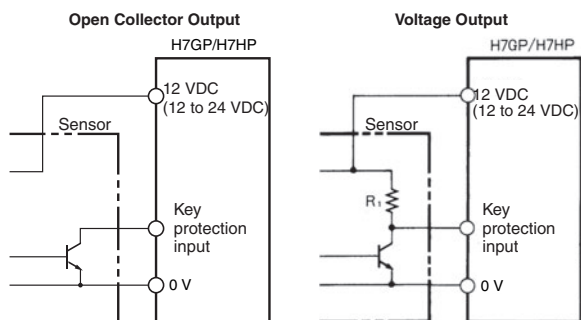 Open Collector Output
H7GP/H7HP
12 VDC
(12 to 24 VDC)
Sensor
Key
protection
input
0 V
Voltage Output
H7GP/H7HP
12 VDC
(12 to 24 VDC)
Sensor
R₁
Key
protection
input
0 V